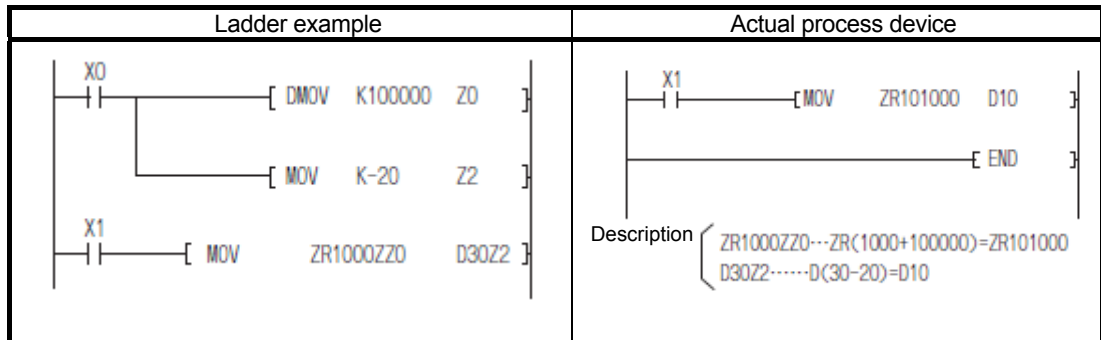 Ladder example
Actual process device
X0
DMOV K100000 Z0
MOV K-20 Z2
X1
MOV ZR1000ZZ0 D30Z2
X1
MOV ZR101000 D10
END
Description
ZR1000ZZ0···ZR(1000+100000)=ZR101000
D30Z2······D(30-20)=D10